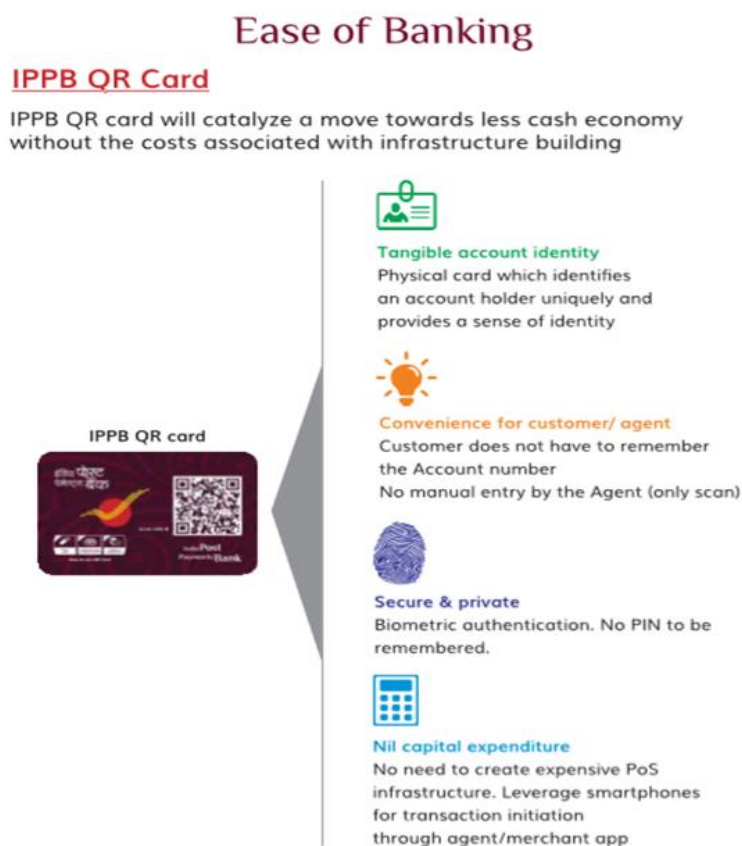 Ease of Banking
IPPB QR Card
IPPB QR card will catalyze a move towards less cash economy
without the costs associated with infrastructure building
Tangible account identity
Physical card which identifies
an account holder uniquely and
provides a sense of identity
Convenience for customer/ agent
Customer does not have to remember
the Account number
No manual entry by the Agent (only scan)
IPPB QR card
इंडिया पोस्ट
पेमेन्ट्स बैंक
India Post
Payments Bank
Secure & private
Biometric authentication. No PIN to be
remembered.
Nil capital expenditure
No need to create expensive PoS
infrastructure. Leverage smartphones
for transaction initiation
through agent/merchant app